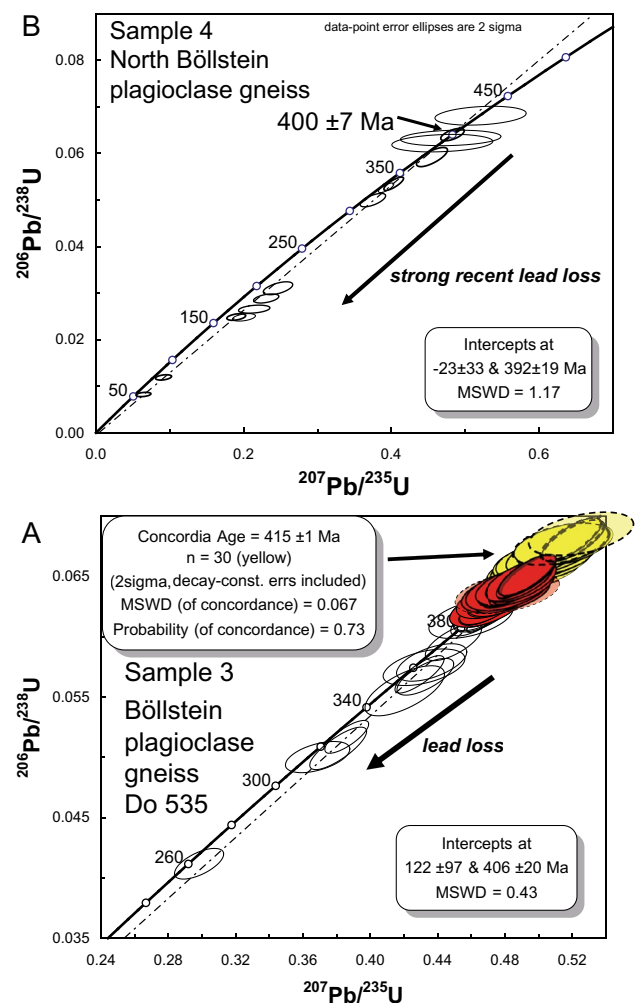 B
Sample 4
North Böllstein
plagioclase gneiss
data-point error ellipses are 2 sigma
400 ±7 Ma
450
350
250
150
50
strong recent lead loss
Intercepts at
-23±33 & 392±19 Ma
MSWD = 1.17
0.08
0.06
0.04
0.02
0.00
206Pb/238U
0.0
0.2
0.4
0.6
207Pb/235U
A
Concordia Age = 415 ±1 Ma
n = 30 (yellow)
(2sigma, decay-const. errs included)
MSWD (of concordance) = 0.067
Probability (of concordance) = 0.73
Sample 3
Böllstein
plagioclase
gneiss
Do 535
380
340
300
260
lead loss
Intercepts at
122 ±97 & 406 ±20 Ma
MSWD = 0.43
0.065
0.055
0.045
0.035
206Pb/238U
0.24
0.28
0.32
0.36
0.40
0.44
0.48
0.52
207Pb/235U